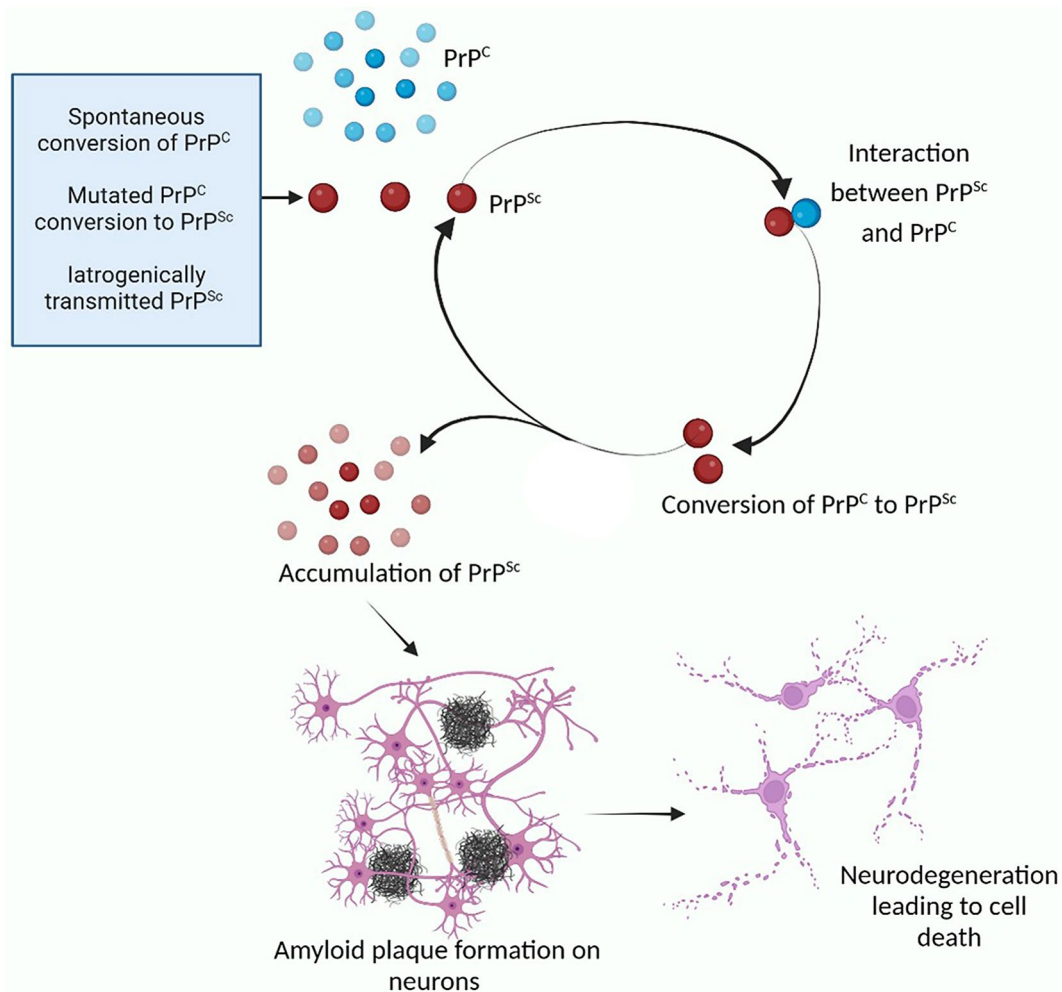 PrPᶜ
Spontaneous
conversion of PrPᶜ
Mutated PrPᶜ
conversion to PrPˢᶜ
Iatrogenically
transmitted PrPˢᶜ
PrPˢᶜ
Interaction
between PrPˢᶜ
and PrPᶜ
Conversion of PrPᶜ to PrPˢᶜ
Accumulation of PrPˢᶜ
Amyloid plaque formation on
neurons
Neurodegeneration
leading to cell
death